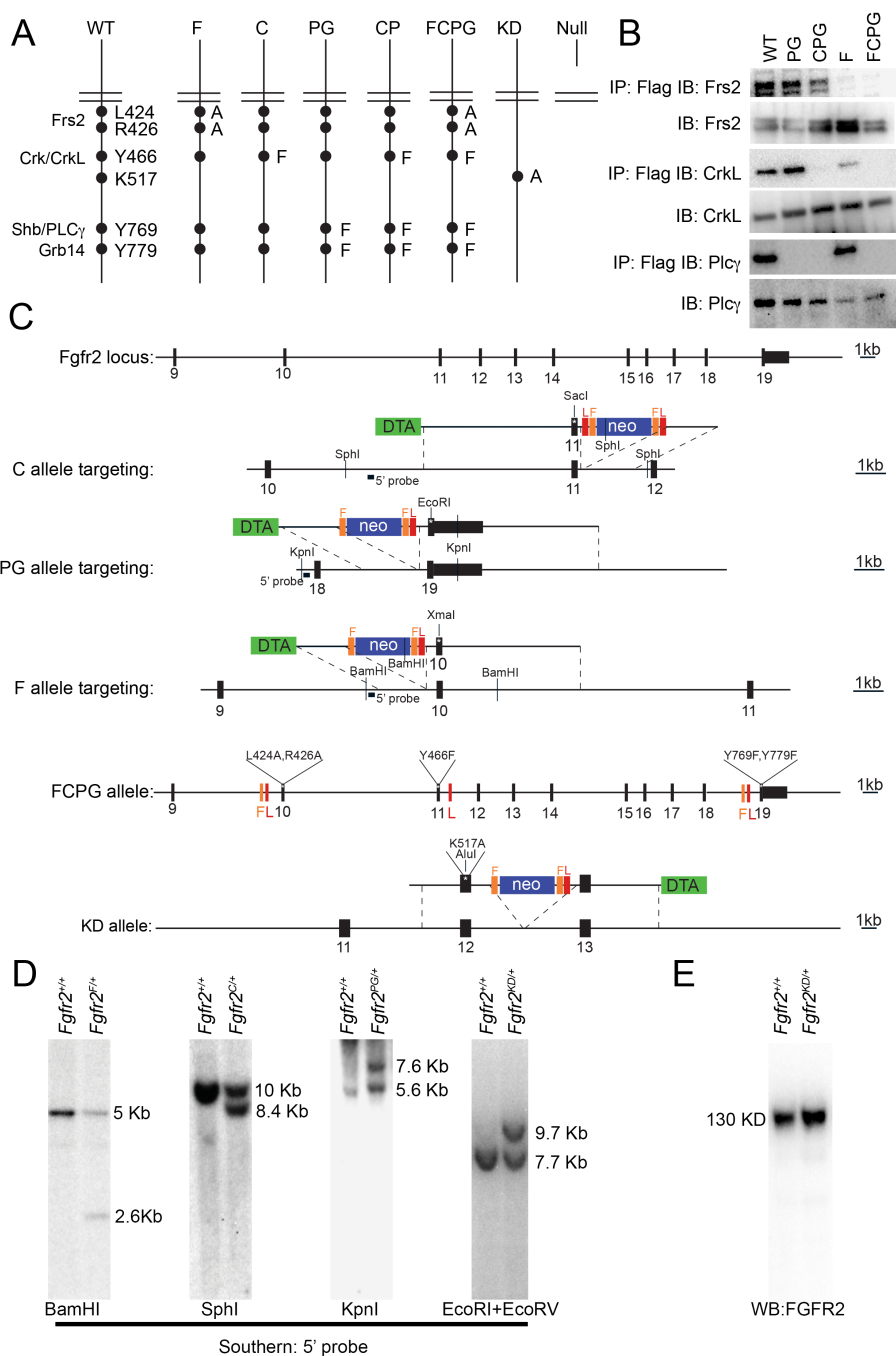 A
WT F C PG CP FCPG KD Null
Frs2 L424 A A
R426 A A
Crk/CrkL Y466 F F F
K517 A
Shb/PLCγ Y769 F F F
Grb14 Y779 F F F
B
WT PG CPG F FCPG
IP: Flag IB: Frs2
IB: Frs2
IP: Flag IB: CrkL
IB: CrkL
IP: Flag IB: Plcγ
IB: Plcγ
C
Fgfr2 locus: 1kb
9 10 11 12 13 14 15 16 17 18 19
SacI
DTA LF neo FL
11 SphI
C allele targeting: SphI SphI 1kb
5' probe
10 11 12
EcoRI
DTA F neo FL *
KpnI
PG allele targeting: KpnI 1kb
5' probe 18 19
XmaI
DTA F neo FL *
BamHI 10
F allele targeting: BamHI BamHI 1kb
5' probe
9 10 11
L424A,R426A Y466F Y769F,Y779F
FCPG allele: 1kb
9 FL 10 11 L 12 13 14 15 16 17 18 FL 19
K517A
AluI
* F neo FL DTA
KD allele: 1kb
11 12 13
D
Fgfr2+/+ Fgfr2F/+
5 Kb
2.6Kb
BamHI
Fgfr2+/+ Fgfr2C/+
10 Kb
8.4 Kb
SphI
Fgfr2+/+ Fgfr2PG/+
7.6 Kb
5.6 Kb
KpnI
Fgfr2+/+ Fgfr2KD/+
9.7 Kb
7.7 Kb
EcoRI+EcoRV
Southern: 5' probe
E
Fgfr2+/+ Fgfr2KD/+
130 KD
WB:FGFR2